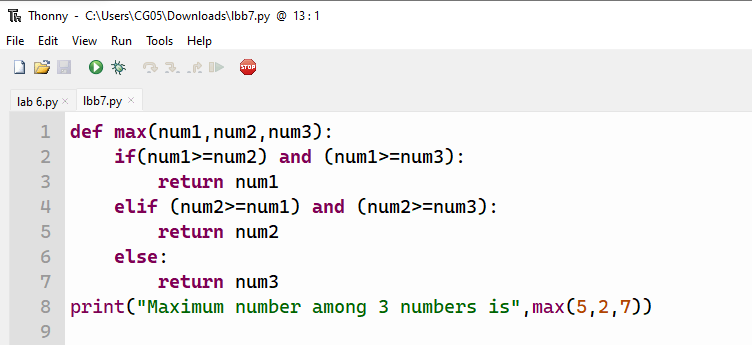 Thonny - C:\Users\CG05\Downloads\lbb7.py @ 13:1
File Edit View Run Tools Help
STOP
lab 6.py × lbb7.py ×
1 def max(num1,num2,num3):
2     if(num1>=num2) and (num1>=num3):
3         return num1
4     elif (num2>=num1) and (num2>=num3):
5         return num2
6     else:
7         return num3
8 print("Maximum number among 3 numbers is",max(5,2,7))
9